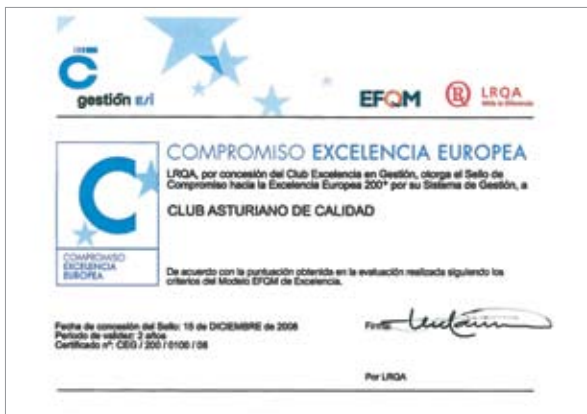 gestión
EFQM
LRQA
COMPROMISO EXCELENCIA EUROPEA
LRQA, por concesión del Club Excelencia en Gestión, otorga el Sello de
Compromiso hacia la Excelencia Europea 200+ por su Sistema de Gestión, a
CLUB ASTURIANO DE CALIDAD
COMPROMISO
EXCELENCIA
EUROPEA
De acuerdo con la puntuación obtenida en la evaluación realizada siguiendo los
criterios del Modelo EFQM de Excelencia.
Fecha de concesión del Sello: 15 de DICIEMBRE de 2008
Periodo de validez: 2 años
Certificado nº: CEG / 200 / 0100 / 08
Firma:
Por LRQA